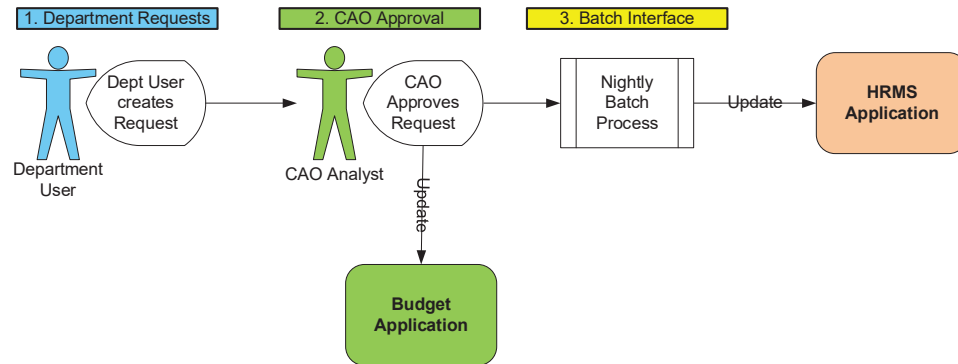 1. Department Requests
2. CAO Approval
3. Batch Interface
Dept User
creates
Request
Department
User
CAO
Approves
Request
CAO Analyst
Nightly
Batch
Process
Update
HRMS
Application
Update
Budget
Application